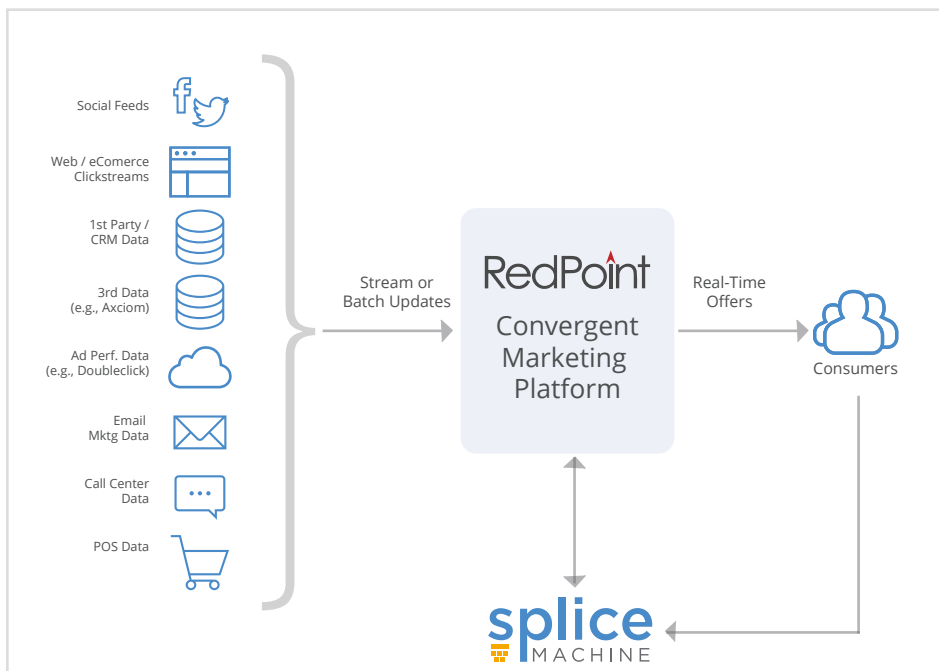 Social Feeds
Web / eComerce
Clickstreams
1st Party /
CRM Data
3rd Data
(e.g., Axciom)
Ad Perf. Data
(e.g., Doubleclick)
Email
Mktg Data
Call Center
Data
POS Data
Stream or
Batch Updates
RedPoint
Convergent
Marketing
Platform
Real-Time
Offers
Consumers
splice
MACHINE